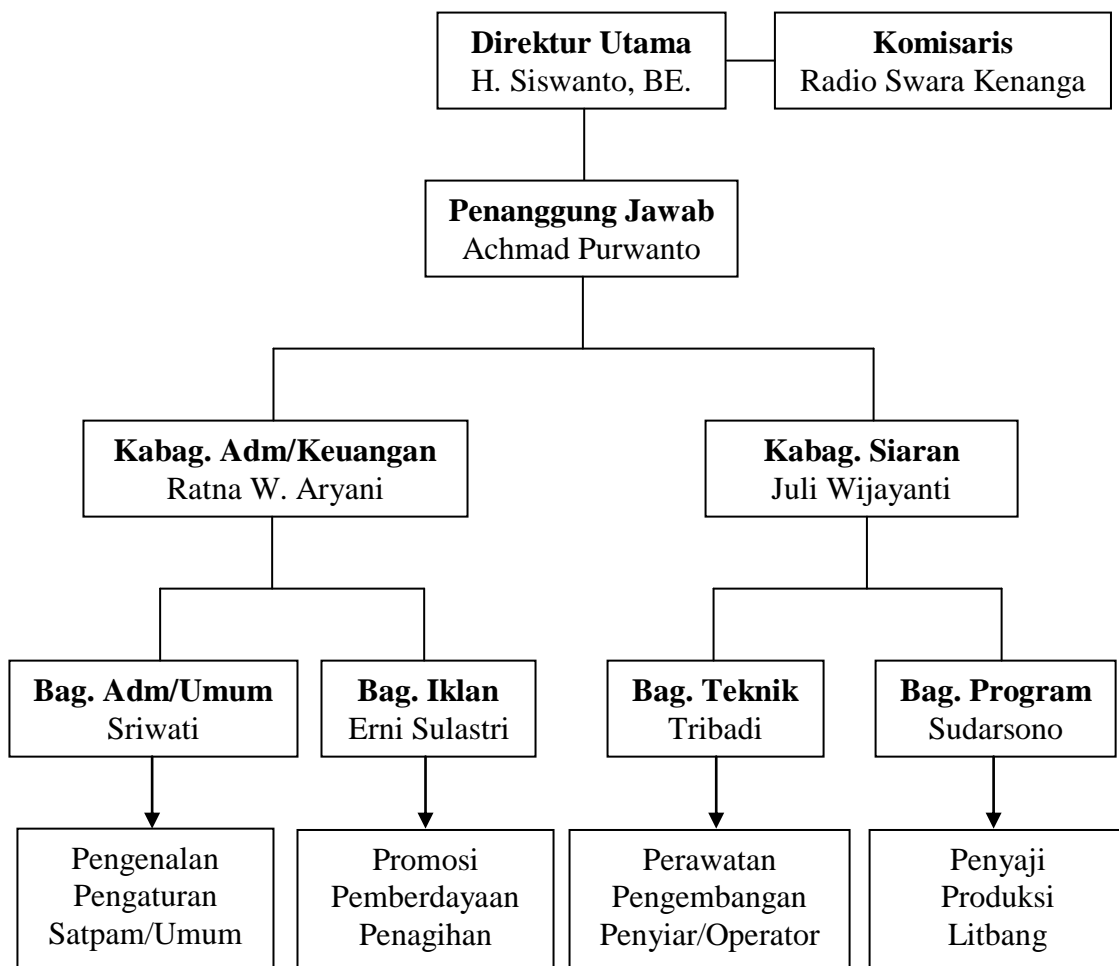 Direktur Utama
H. Siswanto, BE.
Komisaris
Radio Swara Kenanga
Penanggung Jawab
Achmad Purwanto
Kabag. Adm/Keuangan
Ratna W. Aryani
Kabag. Siaran
Juli Wijayanti
Bag. Adm/Umum
Sriwati
Bag. Iklan
Erni Sulastri
Bag. Teknik
Tribadi
Bag. Program
Sudarsono
Pengenalan
Pengaturan
Satpam/Umum
Promosi
Pemberdayaan
Penagihan
Perawatan
Pengembangan
Penyiar/Operator
Penyaji
Produksi
Litbang